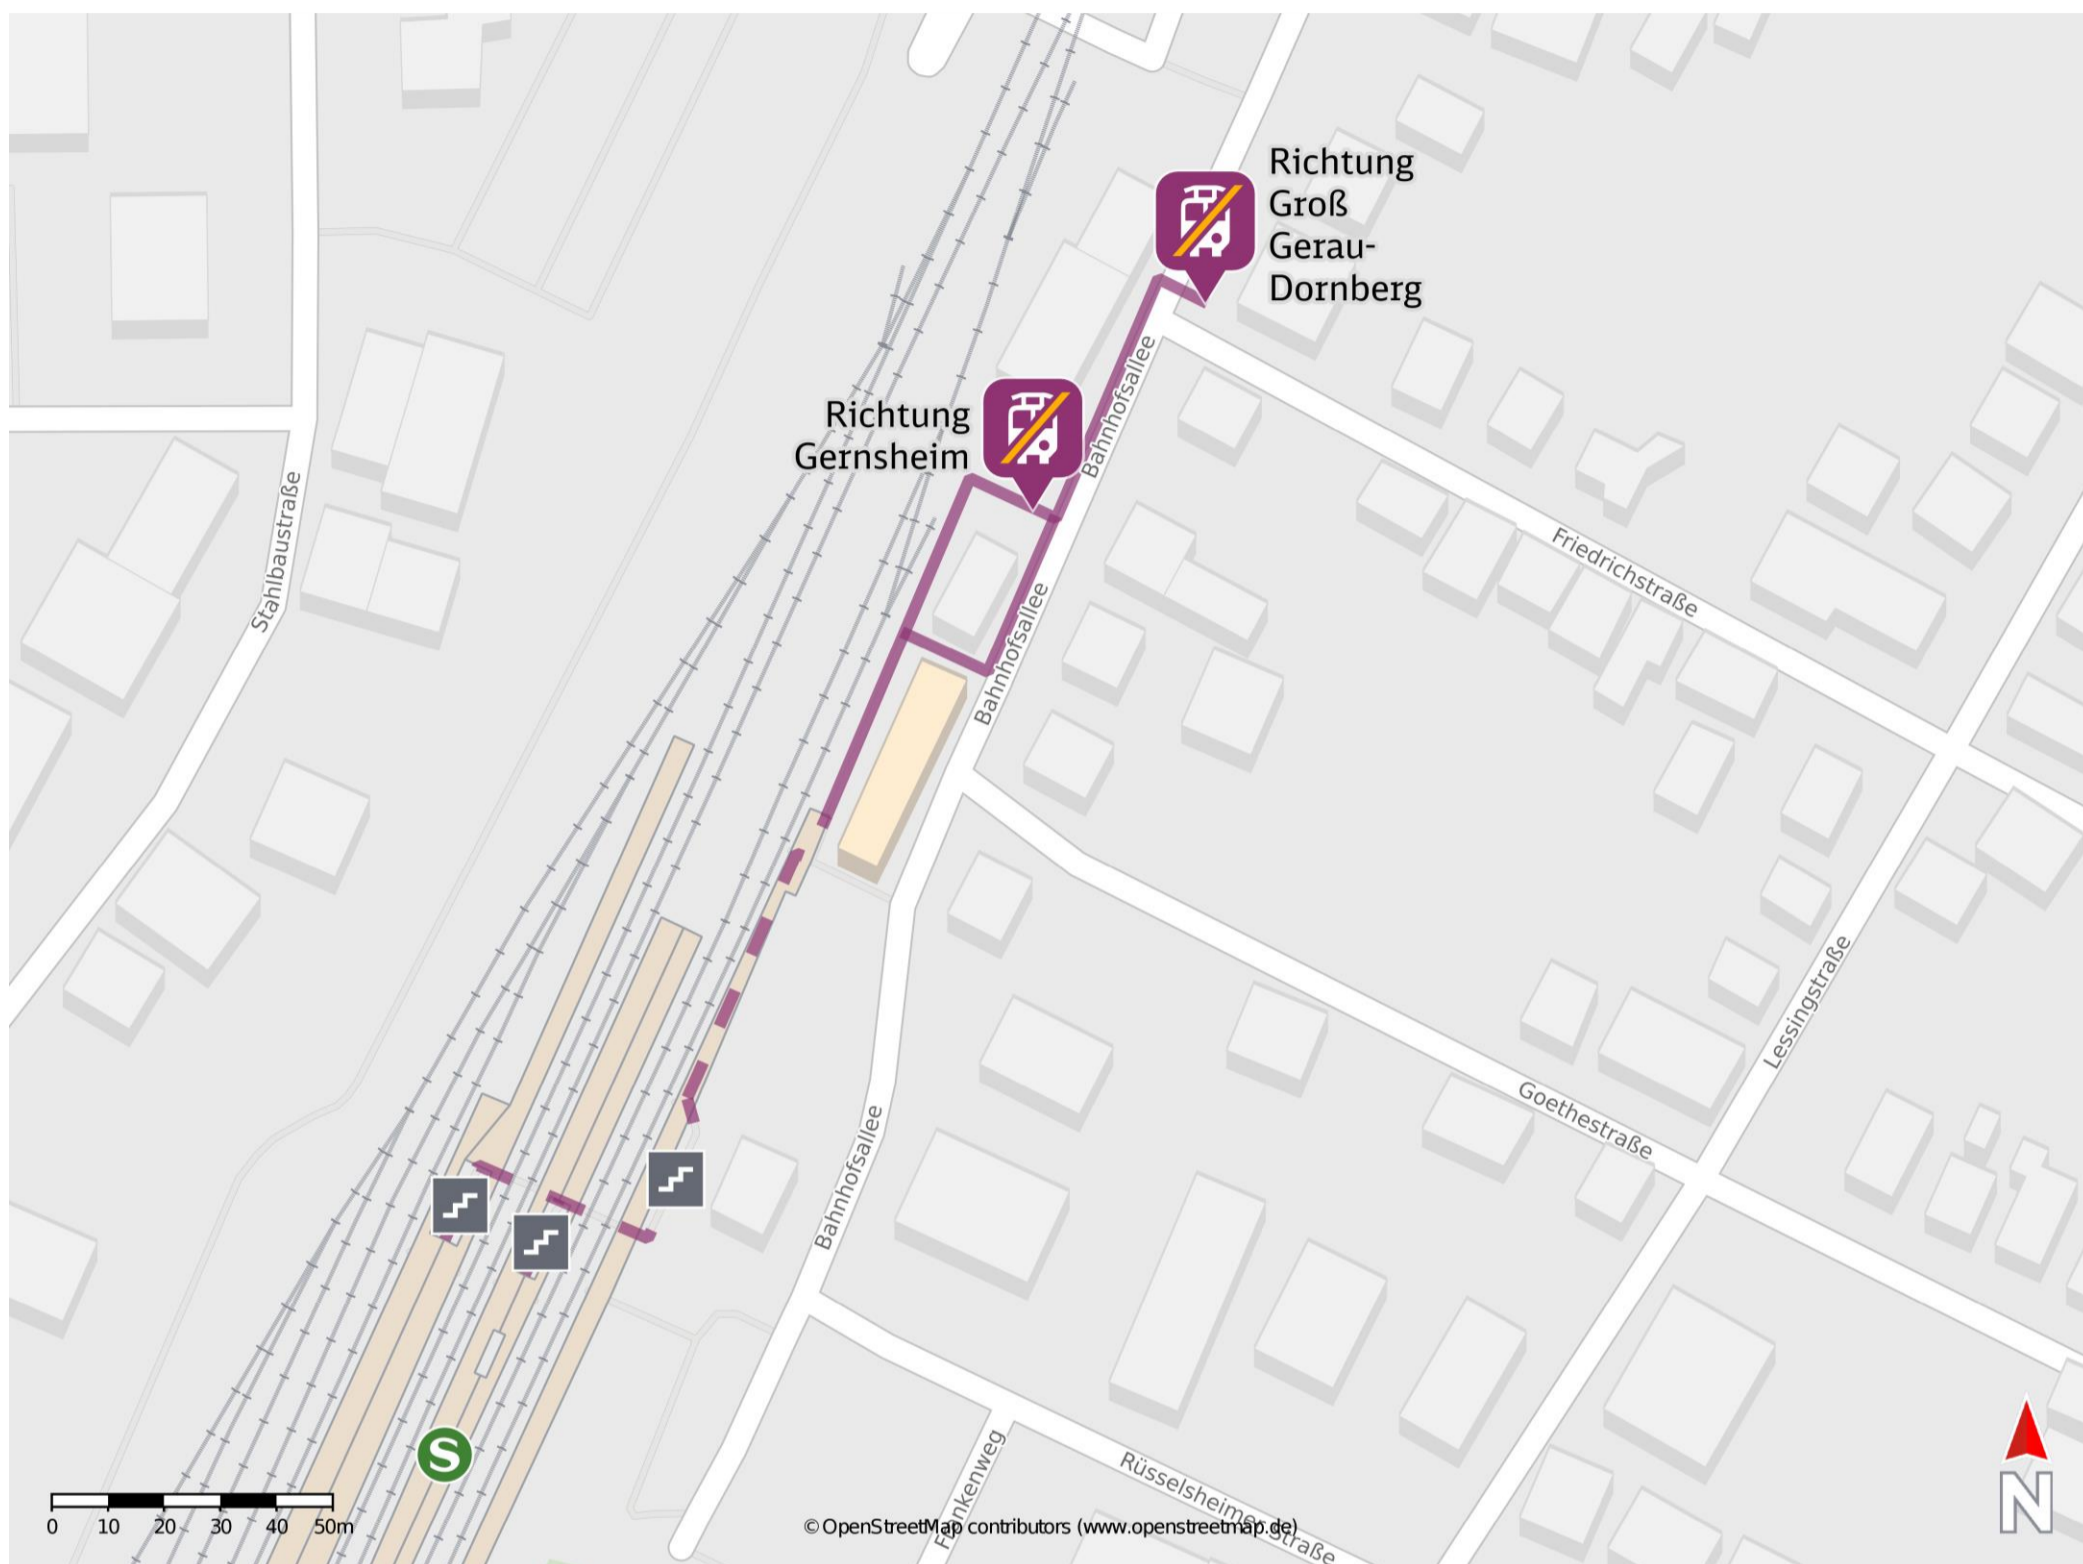 Richtung
Groß
Gerau-
Dornberg
Richtung
Gernsheim
Bahnhofsallee
Stahlbaustraße
Friedrichstraße
Bahnhofsallee
Lessingstraße
Goethestraße
Bahnhofsallee
S
Frankenweg
Rüsselsheimer Straße
N
0 10 20 30 40 50m
© OpenStreetMap contributors (www.openstreetmap.de)